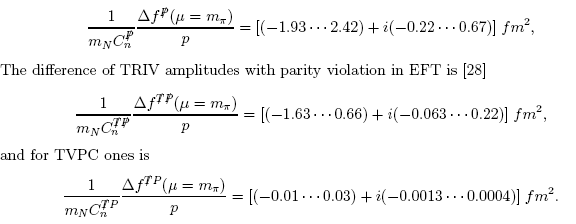 \frac{1}{m_N C_n^{\not{P}}} \frac{\Delta f^{\not{P}}(\mu = m_\pi)}{p} = [(-1.93 \cdots 2.42) + i(-0.22 \cdots 0.67)] fm^2,
The difference of TRIV amplitudes with parity violation in EFT is [28]
\frac{1}{m_N C_n^{\not{T}\not{P}}} \frac{\Delta f^{\not{T}\not{P}}(\mu = m_\pi)}{p} = [(-1.63 \cdots 0.66) + i(-0.063 \cdots 0.22)] fm^2,
and for TVPC ones is
\frac{1}{m_N C_n^{\not{T}P}} \frac{\Delta f^{\not{T}P}(\mu = m_\pi)}{p} = [(-0.01 \cdots 0.03) + i(-0.0013 \cdots 0.0004)] fm^2.